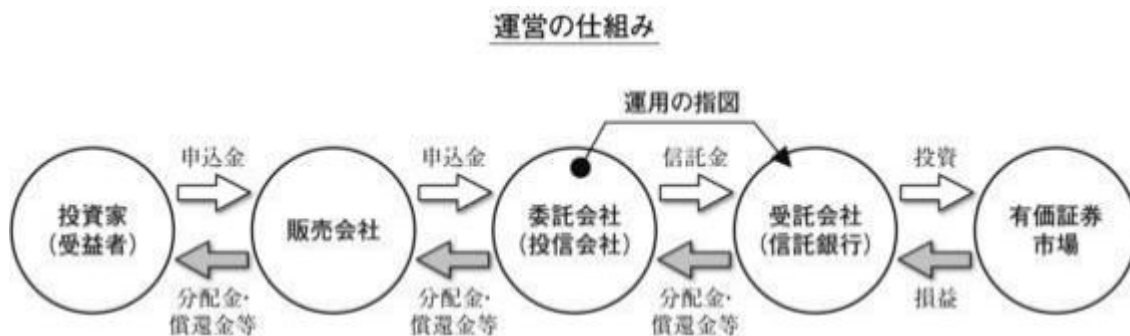 運営の仕組み
運用の指図
申込金
申込金
信託金
投資
投資家
(受益者)
販売会社
委託会社
(投信会社)
受託会社
(信託銀行)
有価証券
市場
分配金・
償還金等
分配金・
償還金等
分配金・
償還金等
損益